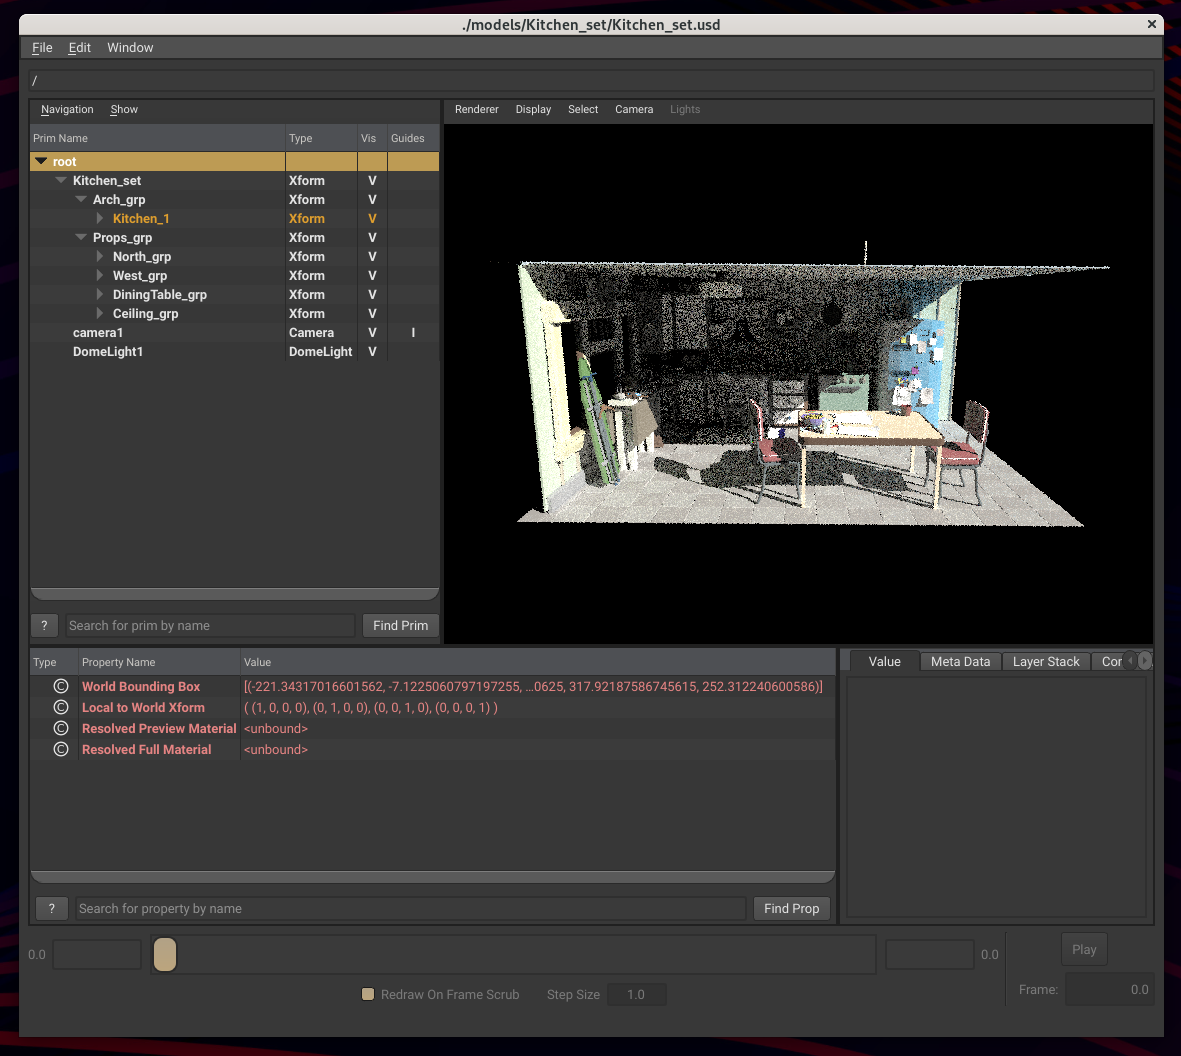 ./models/Kitchen_set/Kitchen_set.usd
File Edit Window
/
Navigation Show
Prim Name Type Vis Guides
root
Kitchen_set Xform V
Arch_grp Xform V
Kitchen_1 Xform V
Props_grp Xform V
North_grp Xform V
West_grp Xform V
DiningTable_grp Xform V
Ceiling_grp Xform V
camera1 Camera V I
DomeLight1 DomeLight V
? Search for prim by name Find Prim
Renderer Display Select Camera Lights
Type Property Name Value
C World Bounding Box [(-221.34317016601562, -7.1225060797197255, ...0625, 317.92187586745615, 252.312240600586)]
C Local to World Xform ( (1, 0, 0, 0), (0, 1, 0, 0), (0, 0, 1, 0), (0, 0, 0, 1) )
C Resolved Preview Material <unbound>
C Resolved Full Material <unbound>
? Search for property by name Find Prop
Value Meta Data Layer Stack Cor
0.0 0.0 Play
Redraw On Frame Scrub Step Size 1.0 Frame: 0.0